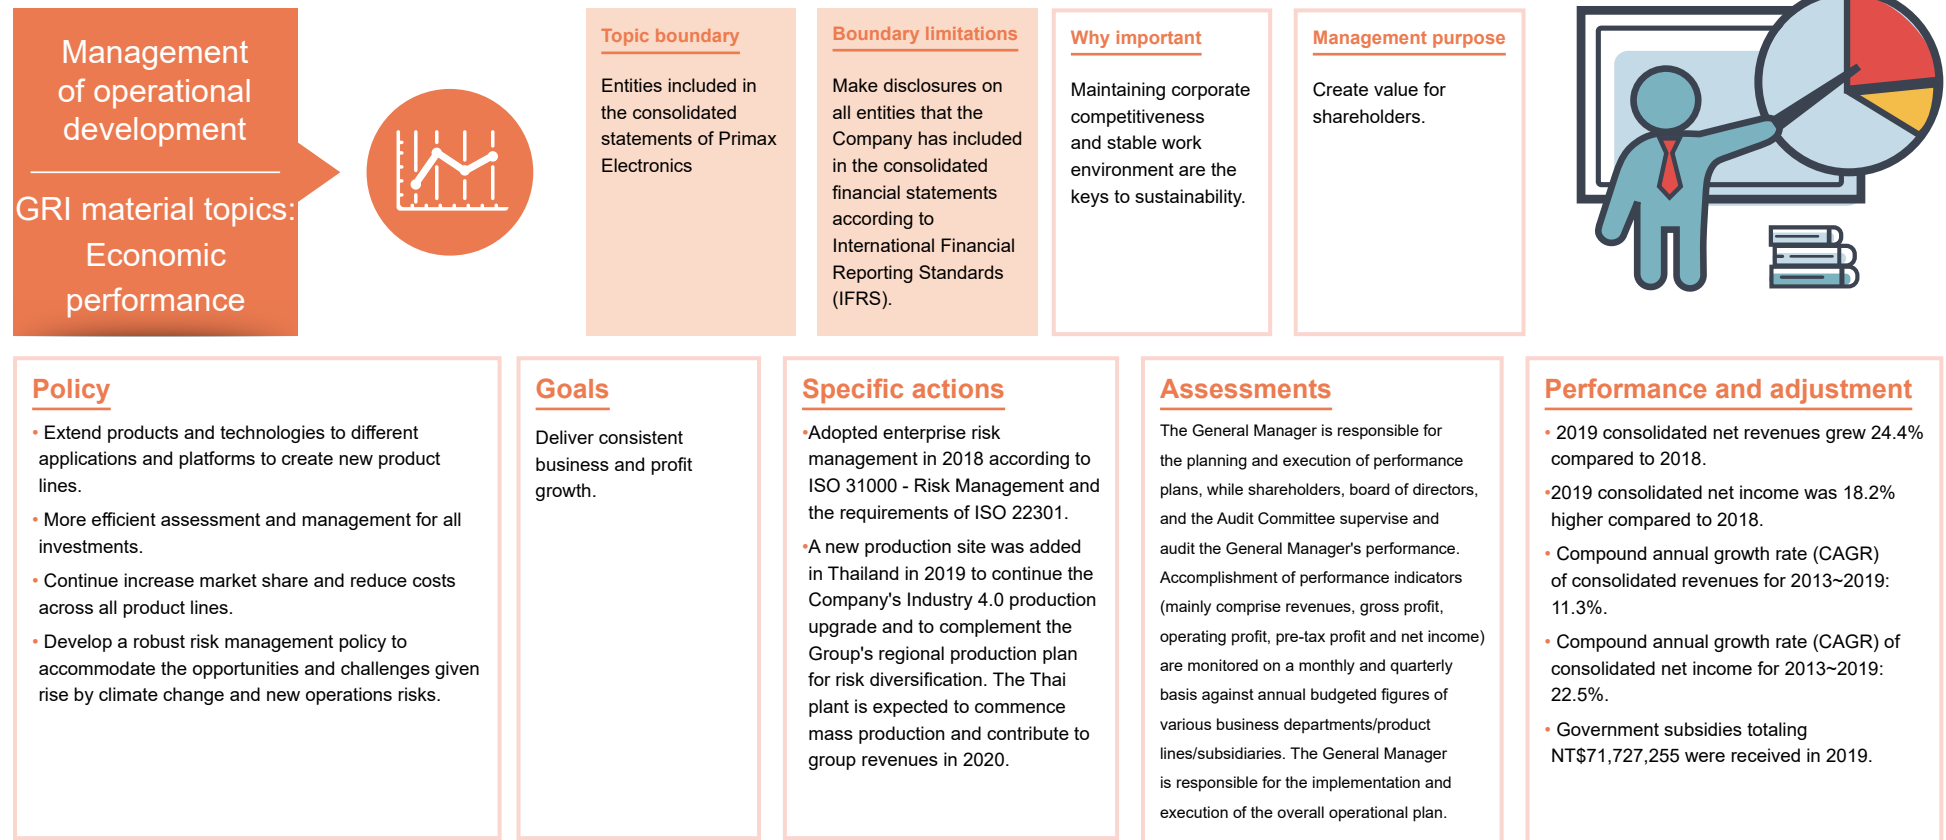 Management
of operational
development
GRI material topics:
Economic
performance
Topic boundary
Entities included in
the consolidated
statements of Primax
Electronics
Boundary limitations
Make disclosures on
all entities that the
Company has included
in the consolidated
financial statements
according to
International Financial
Reporting Standards
(IFRS).
Why important
Maintaining corporate
competitiveness
and stable work
environment are the
keys to sustainability.
Management purpose
Create value for
shareholders.
Policy
• Extend products and technologies to different
applications and platforms to create new product
lines.
• More efficient assessment and management for all
investments.
• Continue increase market share and reduce costs
across all product lines.
• Develop a robust risk management policy to
accommodate the opportunities and challenges given
rise by climate change and new operations risks.
Goals
Deliver consistent
business and profit
growth.
Specific actions
•Adopted enterprise risk
management in 2018 according to
ISO 31000 - Risk Management and
the requirements of ISO 22301.
•A new production site was added
in Thailand in 2019 to continue the
Company's Industry 4.0 production
upgrade and to complement the
Group's regional production plan
for risk diversification. The Thai
plant is expected to commence
mass production and contribute to
group revenues in 2020.
Assessments
The General Manager is responsible for
the planning and execution of performance
plans, while shareholders, board of directors,
and the Audit Committee supervise and
audit the General Manager's performance.
Accomplishment of performance indicators
(mainly comprise revenues, gross profit,
operating profit, pre-tax profit and net income)
are monitored on a monthly and quarterly
basis against annual budgeted figures of
various business departments/product
lines/subsidiaries. The General Manager
is responsible for the implementation and
execution of the overall operational plan.
Performance and adjustment
• 2019 consolidated net revenues grew 24.4%
compared to 2018.
•2019 consolidated net income was 18.2%
higher compared to 2018.
• Compound annual growth rate (CAGR)
of consolidated revenues for 2013~2019:
11.3%.
• Compound annual growth rate (CAGR) of
consolidated net income for 2013~2019:
22.5%.
• Government subsidies totaling
NT$71,727,255 were received in 2019.